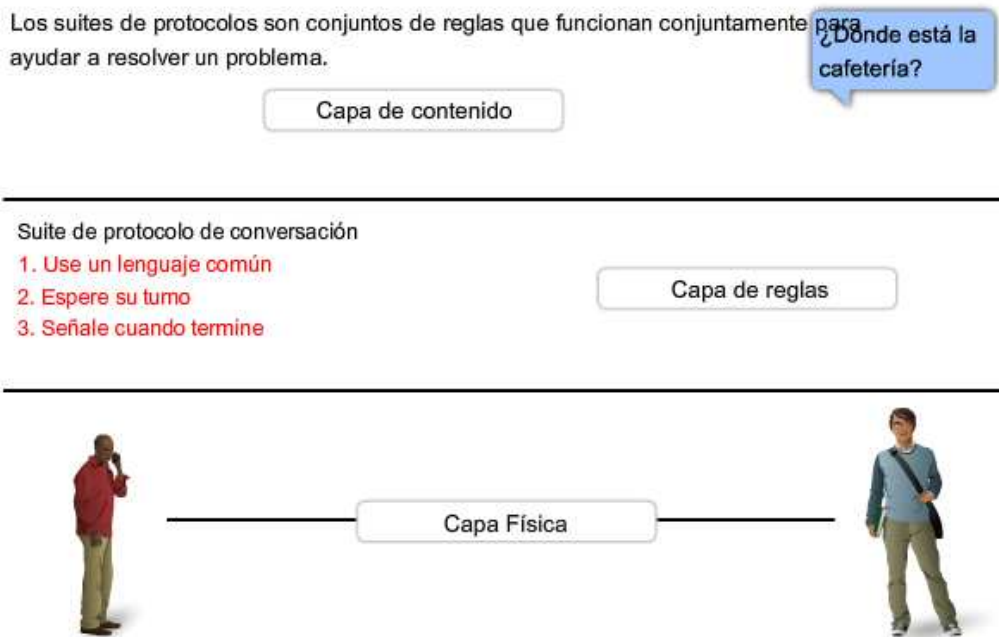 Los suites de protocolos son conjuntos de reglas que funcionan conjuntamente para
ayudar a resolver un problema.
¿Dónde está la
cafetería?
Capa de contenido
Suite de protocolo de conversación
1. Use un lenguaje común
2. Espere su turno
3. Señale cuando termine
Capa de reglas
Capa Física